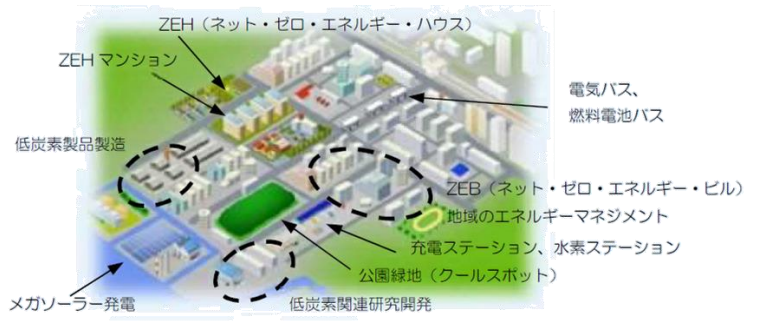 ZEH（ネット・ゼロ・エネルギー・ハウス）
ZEHマンション
電気バス、
燃料電池バス
低炭素製品製造
ZEB（ネット・ゼロ・エネルギー・ビル）
地域のエネルギーマネジメント
充電ステーション、水素ステーション
公園緑地（クールスポット）
メガソーラー発電
低炭素関連研究開発